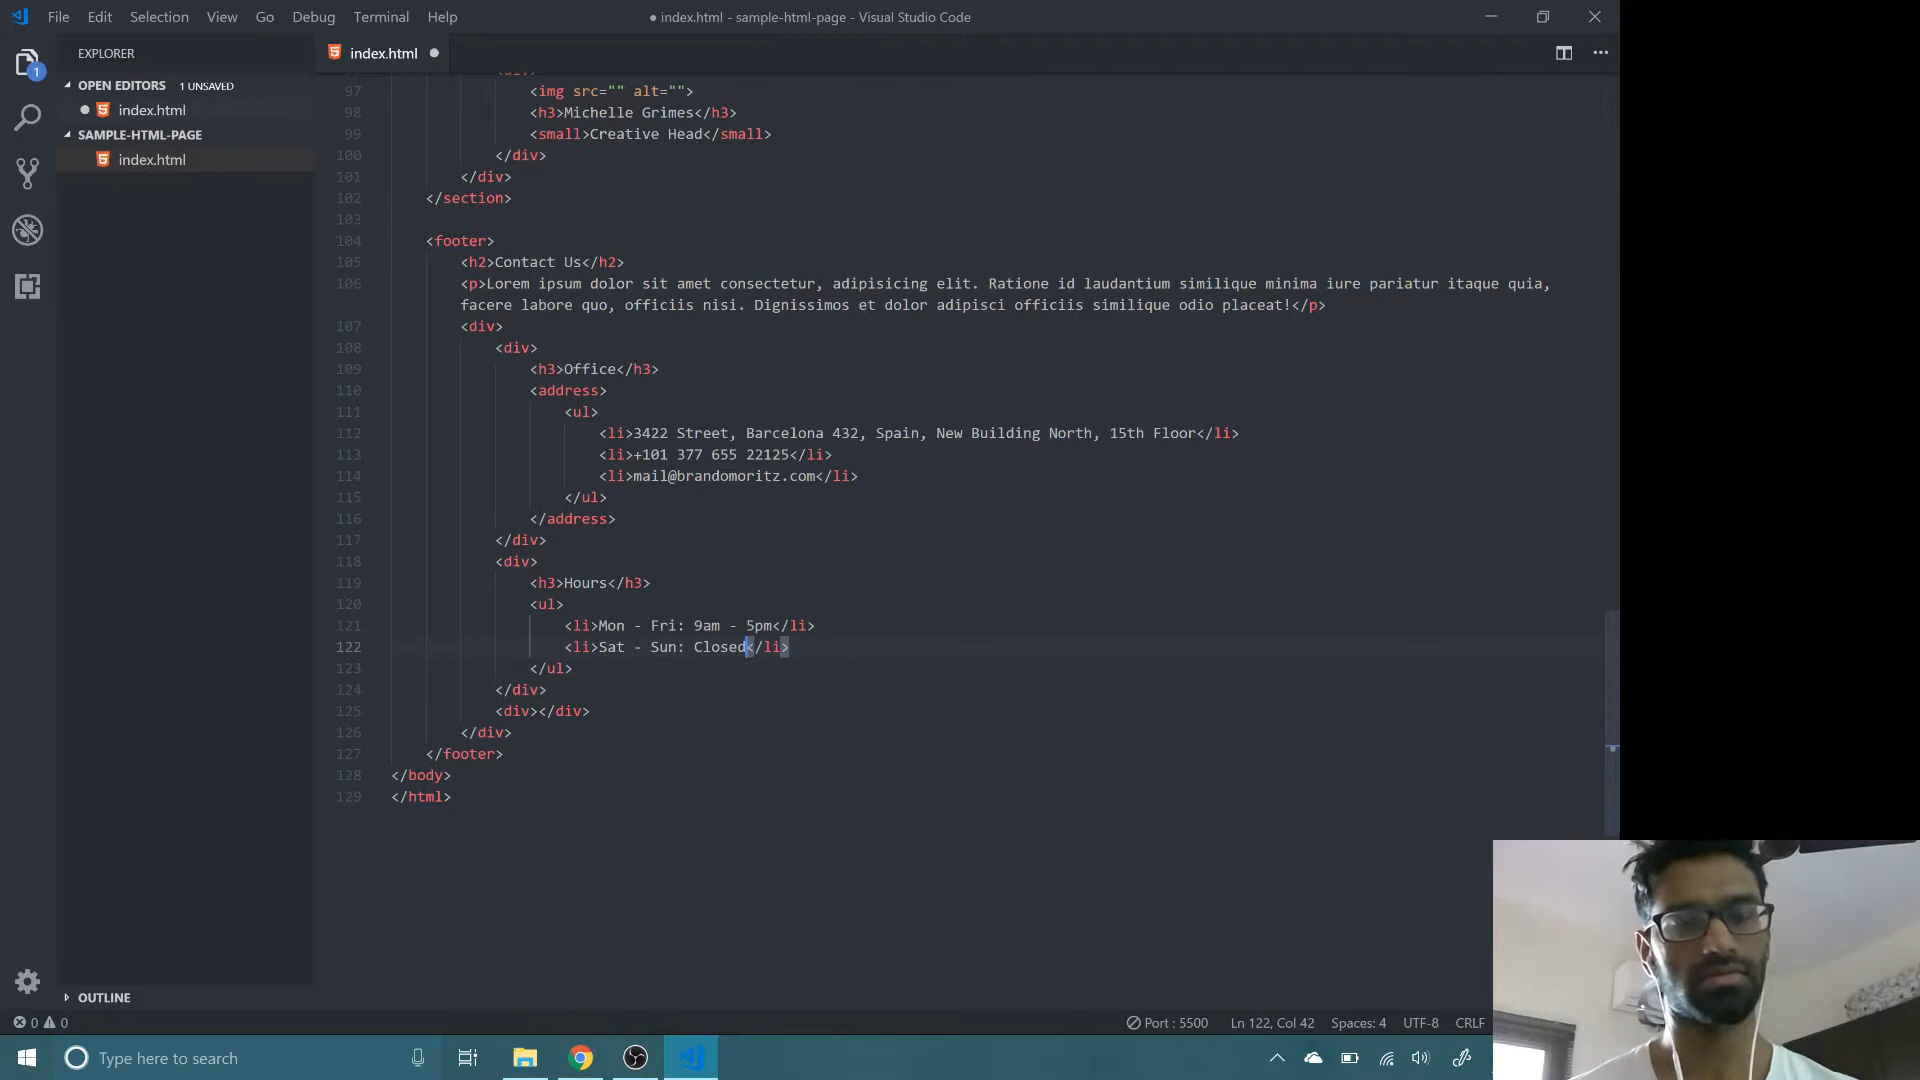 File Edit Selection View Go Debug Terminal Help
● index.html - sample-html-page - Visual Studio Code
EXPLORER
index.html
OPEN EDITORS 1 UNSAVED
index.html
SAMPLE-HTML-PAGE
index.html
1
97 <img src="" alt="">
98 <h3>Michelle Grimes</h3>
99 <small>Creative Head</small>
100 </div>
101 </div>
102 </section>
103
104 <footer>
105 <h2>Contact Us</h2>
106 <p>Lorem ipsum dolor sit amet consectetur, adipisicing elit. Ratione id laudantium similique minima iure pariatur itaque quia,
facere labore quo, officiis nisi. Dignissimos et dolor adipisci officiis similique odio placeat!</p>
107 <div>
108 <div>
109 <h3>Office</h3>
110 <address>
111 <ul>
112 <li>3422 Street, Barcelona 432, Spain, New Building North, 15th Floor</li>
113 <li>+101 377 655 22125</li>
114 <li>mail@brandomoritz.com</li>
115 </ul>
116 </address>
117 </div>
118 <div>
119 <h3>Hours</h3>
120 <ul>
121 <li>Mon - Fri: 9am - 5pm</li>
122 <li>Sat - Sun: Closed</li>
123 </ul>
124 </div>
125 <div></div>
126 </div>
127 </footer>
128 </body>
129 </html>
OUTLINE
0 0
Port : 5500 Ln 122, Col 42 Spaces: 4 UTF-8 CRLF
Type here to search